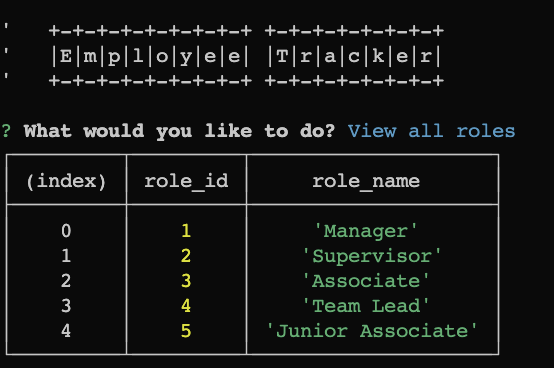 '   +-+-+-+-+-+-+-+-+ +-+-+-+-+-+-+-+
'   |E|m|p|l|o|y|e|e| |T|r|a|c|k|e|r|
'   +-+-+-+-+-+-+-+-+ +-+-+-+-+-+-+-+
? What would you like to do? View all roles
(index) role_id role_name
0 1 'Manager'
1 2 'Supervisor'
2 3 'Associate'
3 4 'Team Lead'
4 5 'Junior Associate'